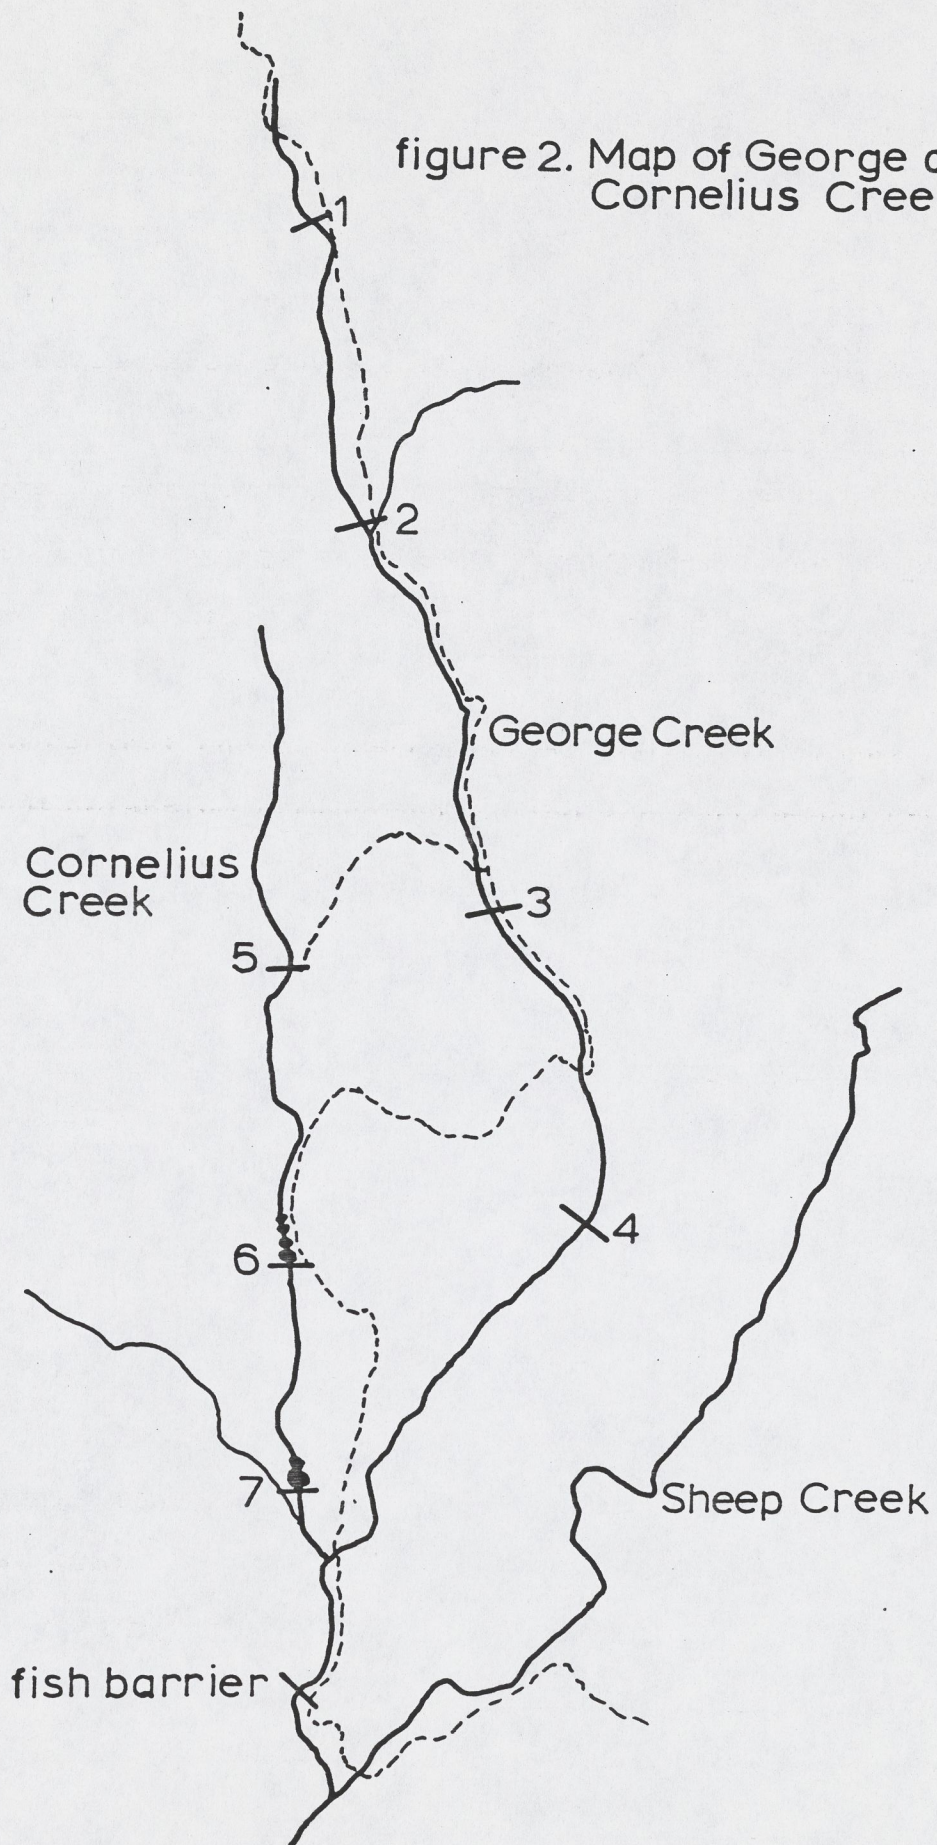 figure 2. Map of George
Cornelius Cree
1
2
George Creek
Cornelius
Creek
3
5
4
6
7
Sheep Creek
fish barrier